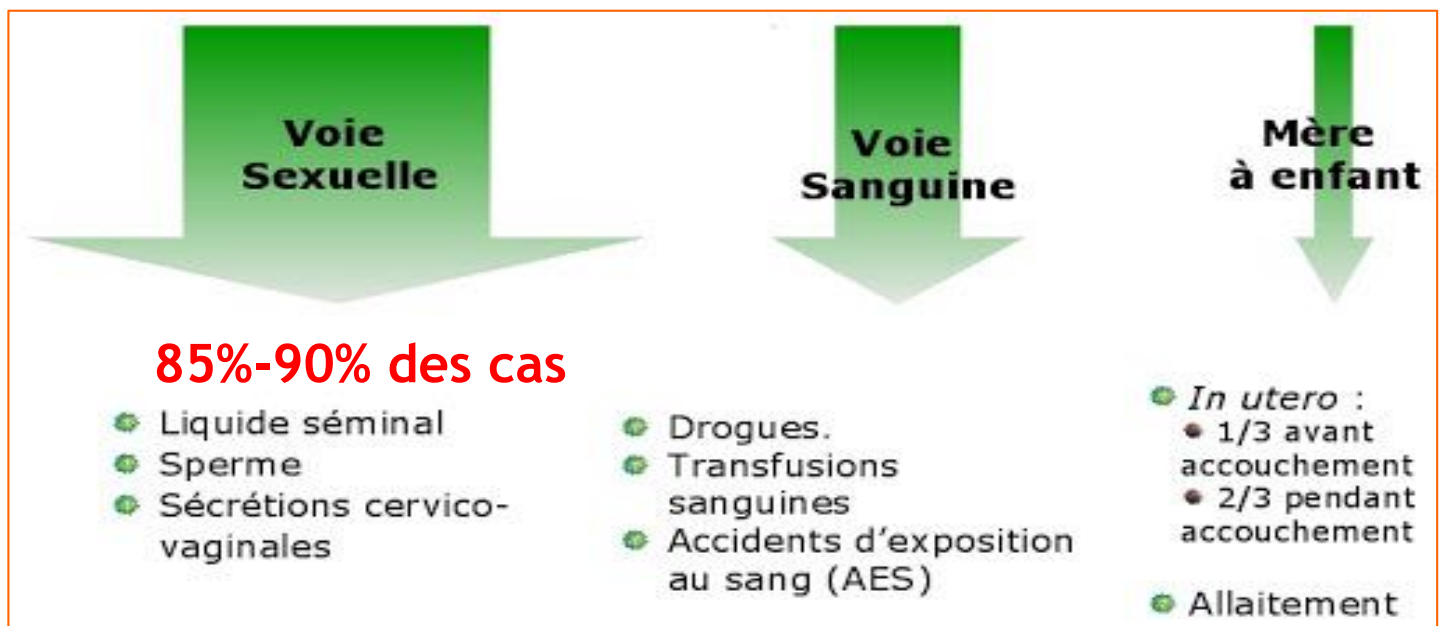 Voie
Sexuelle
85%-90% des cas
Liquide séminal
Sperme
Sécrétions cervico-
vaginales
Voie
Sanguine
Drogues.
Transfusions
sanguines
Accidents d'exposition
au sang (AES)
Mère
à enfant
In utero :
1/3 avant
accouchement
2/3 pendant
accouchement
Allaitement